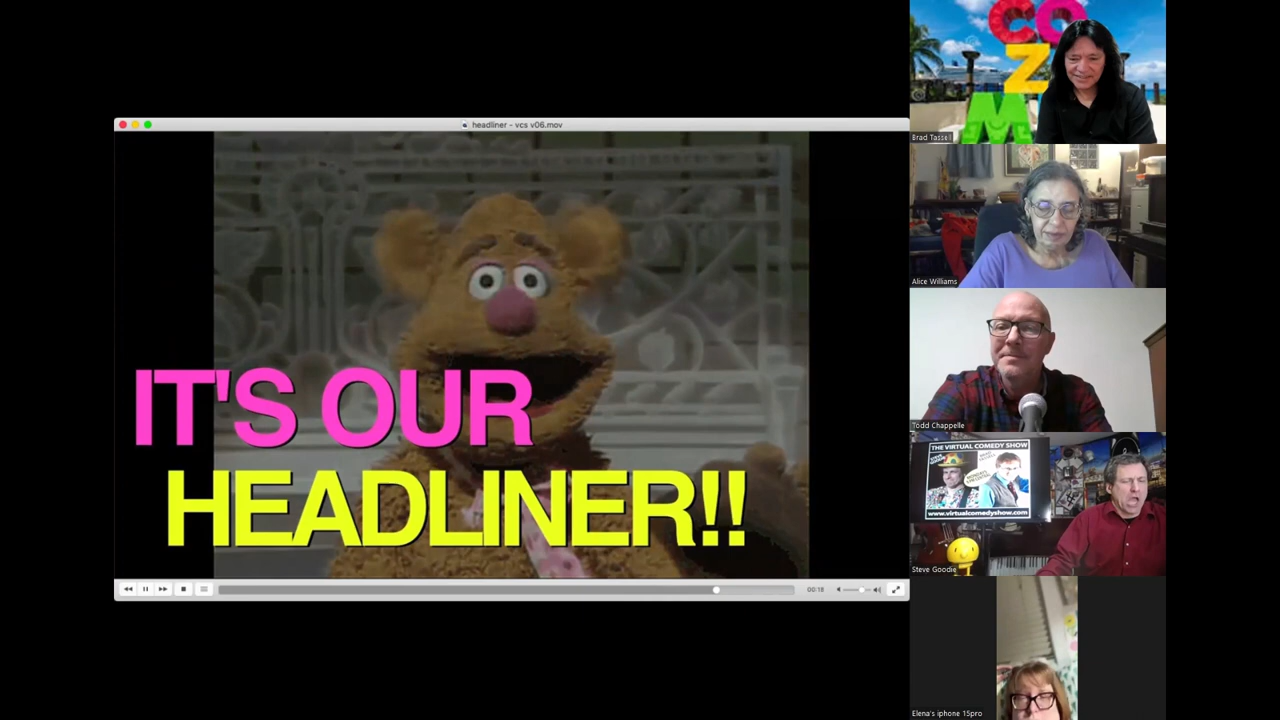 headliner - vcs v06.mov
IT'S OUR
HEADLINER!!
00:18
COZ
M
Brad Tassell
Alice Williams
Todd Chappelle
THE VIRTUAL COMEDY SHOW
www.virtualcomedyshow.com
Steve Goodie
Elena's iphone 15pro